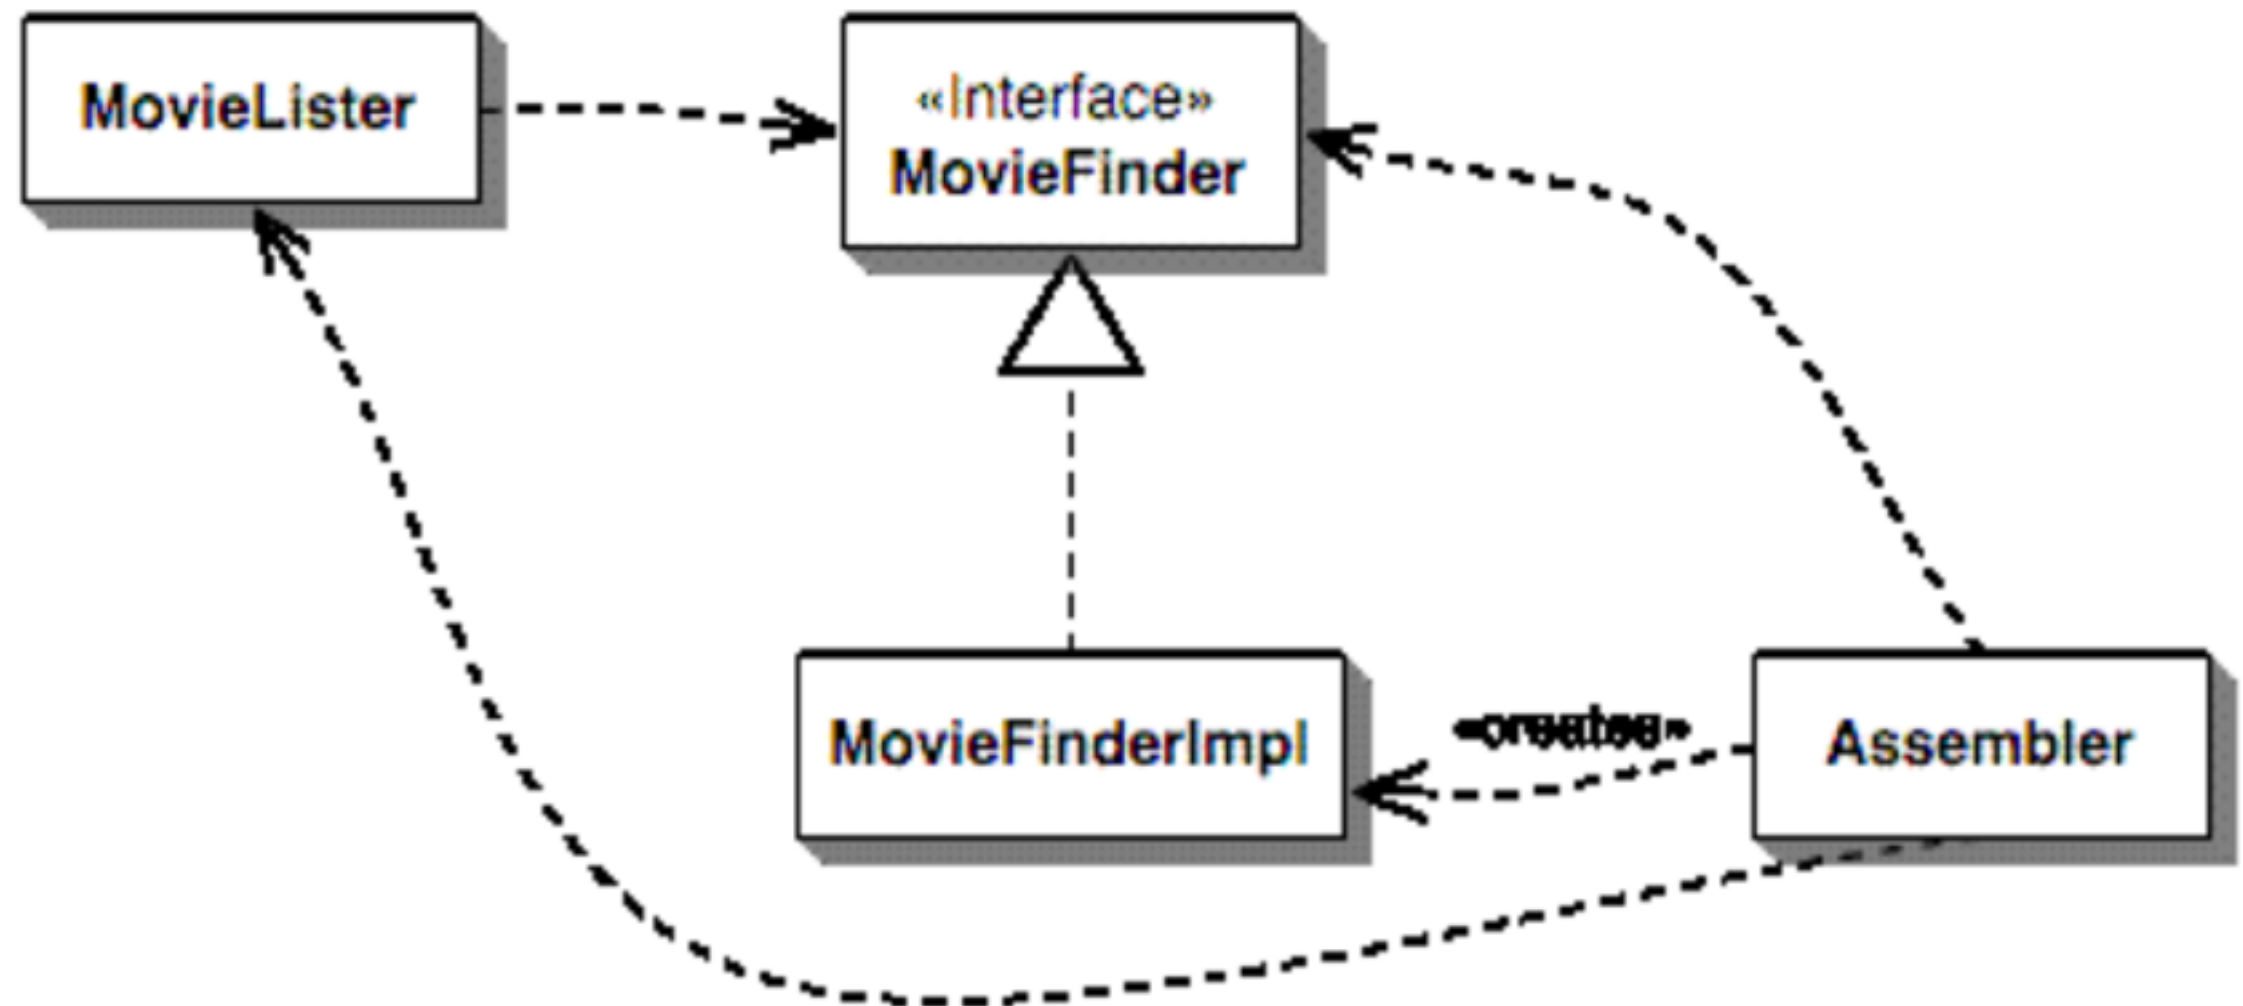 MovieLister
«Interface»
MovieFinder
MovieFinderImpl
«creates»
Assembler